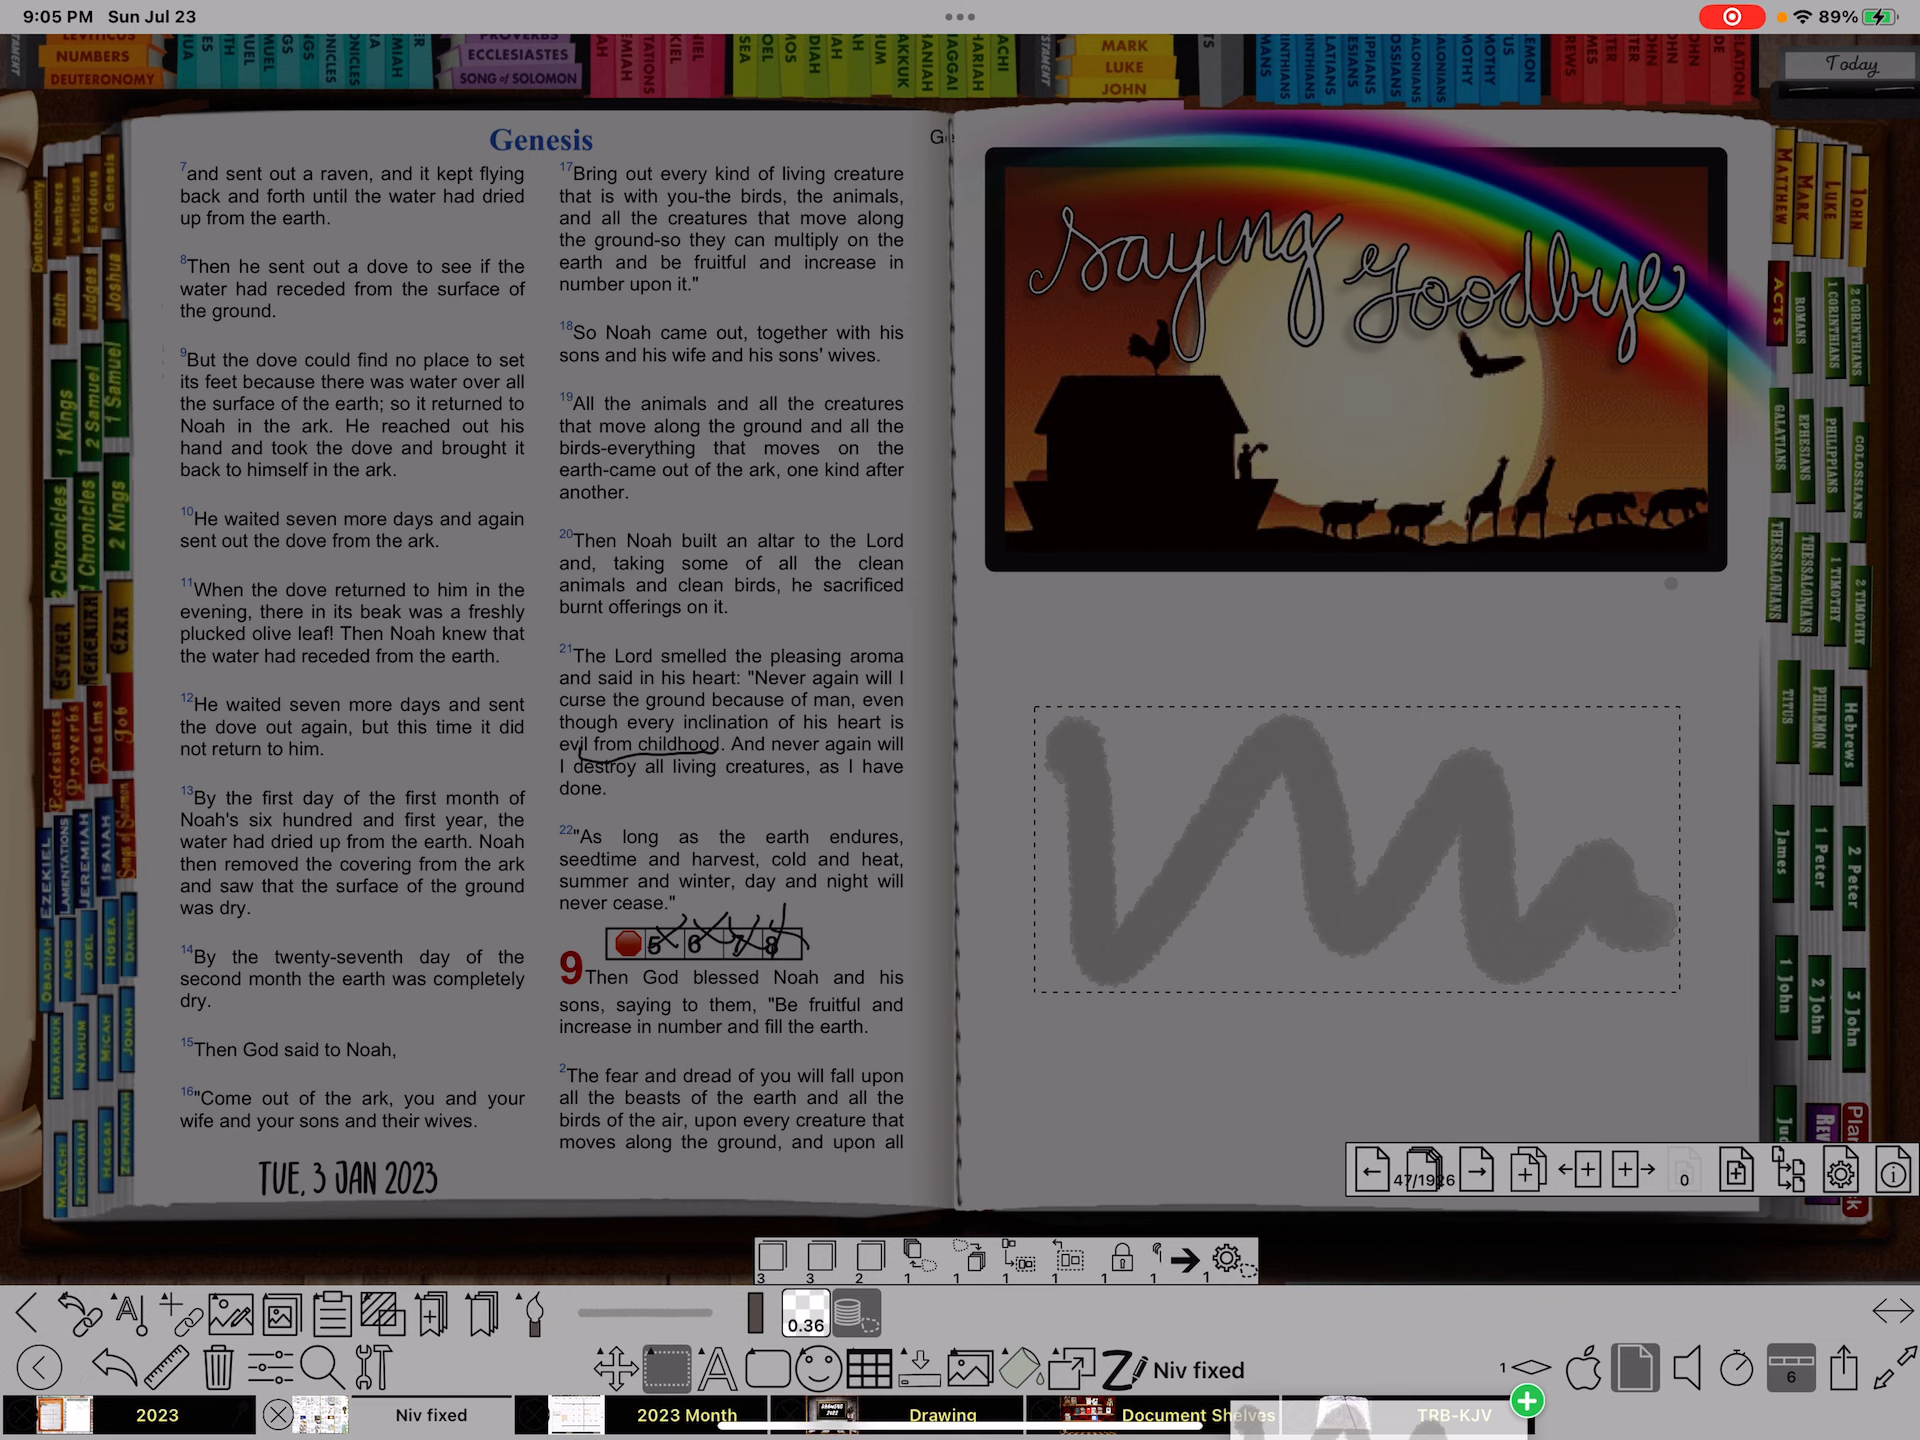 9:05 PM Sun Jul 23
89%
NUMBERS
DEUTERONOMY
PROVERBS
ECCLESIASTES
SONG of SOLOMON
MARK
LUKE
JOHN
Today
Genesis
7and sent out a raven, and it kept flying
back and forth until the water had dried
up from the earth.
8Then he sent out a dove to see if the
water had receded from the surface of
the ground.
9But the dove could find no place to set
its feet because there was water over all
the surface of the earth; so it returned to
Noah in the ark. He reached out his
hand and took the dove and brought it
back to himself in the ark.
10He waited seven more days and again
sent out the dove from the ark.
11When the dove returned to him in the
evening, there in its beak was a freshly
plucked olive leaf! Then Noah knew that
the water had receded from the earth.
12He waited seven more days and sent
the dove out again, but this time it did
not return to him.
13By the first day of the first month of
Noah's six hundred and first year, the
water had dried up from the earth. Noah
then removed the covering from the ark
and saw that the surface of the ground
was dry.
14By the twenty-seventh day of the
second month the earth was completely
dry.
15Then God said to Noah,
16"Come out of the ark, you and your
wife and your sons and their wives.
TUE, 3 JAN 2023
17Bring out every kind of living creature
that is with you-the birds, the animals,
and all the creatures that move along
the ground-so they can multiply on the
earth and be fruitful and increase in
number upon it."
18So Noah came out, together with his
sons and his wife and his sons' wives.
19All the animals and all the creatures
that move along the ground and all the
birds-everything that moves on the
earth-came out of the ark, one kind after
another.
20Then Noah built an altar to the Lord
and, taking some of all the clean
animals and clean birds, he sacrificed
burnt offerings on it.
21The Lord smelled the pleasing aroma
and said in his heart: "Never again will I
curse the ground because of man, even
though every inclination of his heart is
evil from childhood. And never again will
I destroy all living creatures, as I have
done.
22"As long as the earth endures,
seedtime and harvest, cold and heat,
summer and winter, day and night will
never cease."
5 6 7 8
9Then God blessed Noah and his
sons, saying to them, "Be fruitful and
increase in number and fill the earth.
2The fear and dread of you will fall upon
all the beasts of the earth and all the
birds of the air, upon every creature that
moves along the ground, and upon all
Saying Goodbye
Deuteronomy
Numbers
Leviticus
Exodus
Genesis
Ruth
Judges
Joshua
1 Kings
2 Samuel
1 Samuel
2 Chronicles
1 Chronicles
2 Kings
ESTHER
NEHEMIAH
EZRA
Ecclesiastes
Proverbs
Psalms
Job
EZEKIEL
LAMENTATIONS
JEREMIAH
ISAIAH
Songs of Solomon
OBADIAH
AMOS
JOEL
HOSEA
DANIEL
HABAKKUK
NAHUM
MICAH
JONAH
MALACHI
ZECHARIAH
HAGGAI
ZEPHANIAH
MATTHEW
MARK
LUKE
JOHN
ACTS
ROMANS
1 CORINTHIANS
2 CORINTHIANS
GALATIANS
EPHESIANS
PHILIPPIANS
COLOSSIANS
THESSALONIANS
THESSALONIANS
1 TIMOTHY
2 TIMOTHY
TITUS
PHILEMON
Hebrews
James
1 Peter
2 Peter
1 John
2 John
3 John
47/1926
0
3 3 2 1 1 1 1 1 1 1
0.36
Niv fixed
1
6
2023
Niv fixed
2023 Month
Drawing
Document Shelves
TRB-KJV